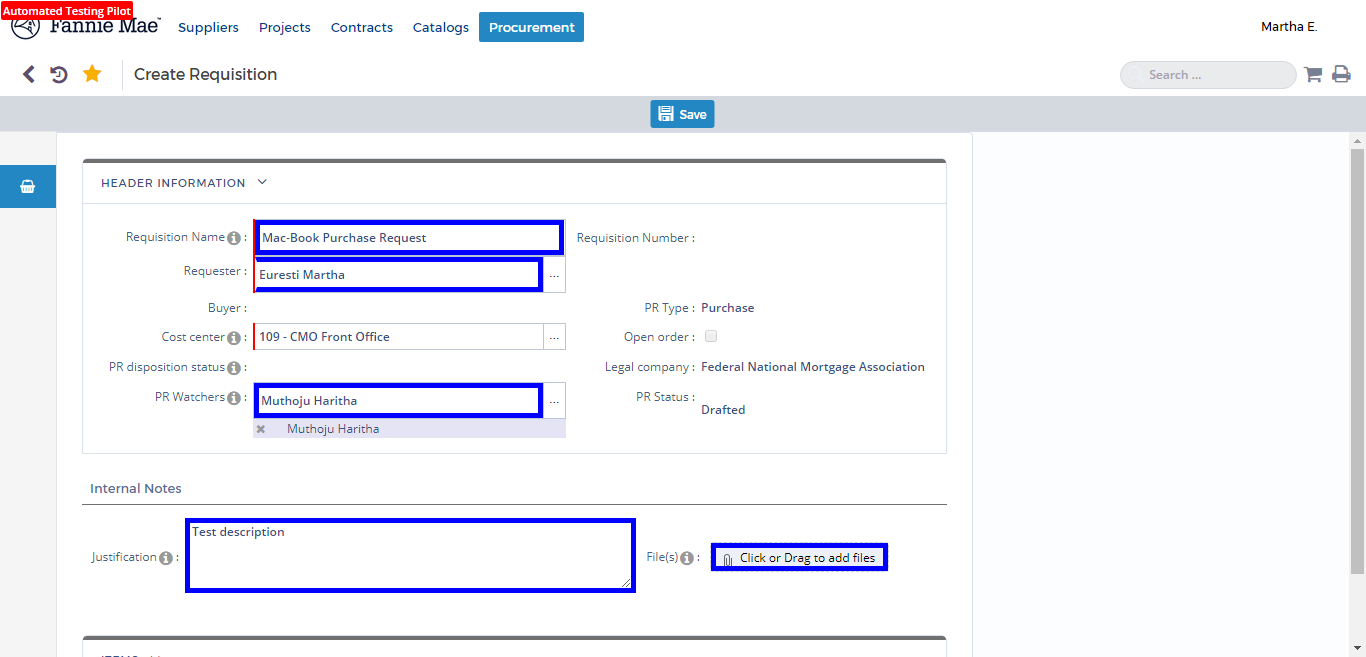 Automated Testing Pilot
Fannie Mae™ Suppliers Projects Contracts Catalogs Procurement Martha E.
Create Requisition Search ...
Save
HEADER INFORMATION
Requisition Name : Mac-Book Purchase Request Requisition Number :
Requester : Euresti Martha ...
Buyer : PR Type : Purchase
Cost center : 109 - CMO Front Office ... Open order :
PR disposition status : Legal company : Federal National Mortgage Association
PR Watchers : Muthoju Haritha ... PR Status : Drafted
Muthoju Haritha
Internal Notes
Test description
Justification : File(s) : Click or Drag to add files